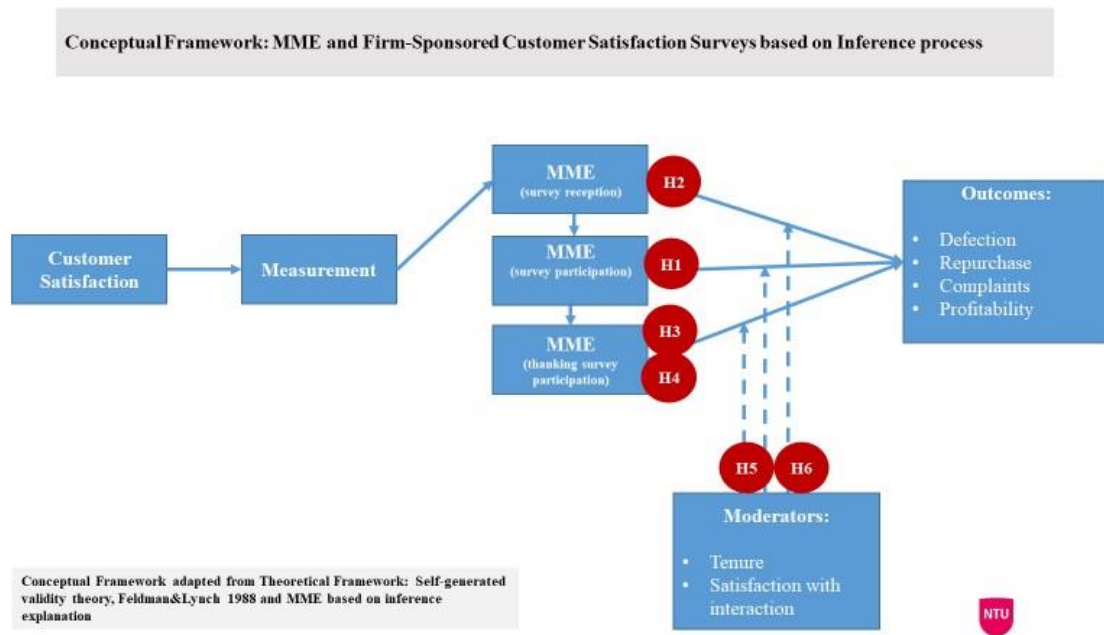 Conceptual Framework: MME and Firm-Sponsored Customer Satisfaction Surveys based on Inference process
MME
(survey reception)
H2
Outcomes:
• Defection
• Repurchase
• Complaints
• Profitability
Customer
Satisfaction
Measurement
MME
(survey participation)
H1
MME
(thanking survey
participation)
H3
H4
H5
H6
Moderators:
• Tenure
• Satisfaction with
interaction
Conceptual Framework adapted from Theoretical Framework: Self-generated
validity theory, Feldman&Lynch 1988 and MME based on inference
explanation
NTU